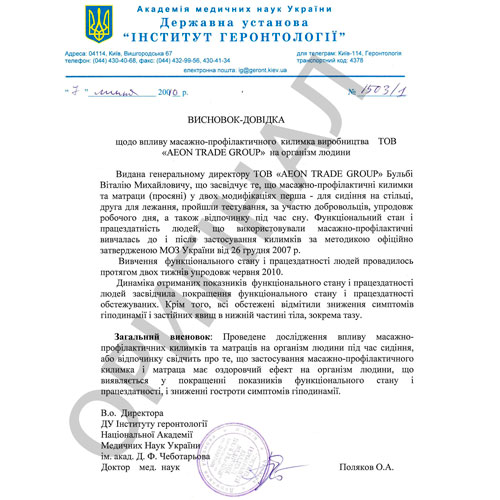 Академія медичних наук України
Державна установа
“ІНСТИТУТ ГЕРОНТОЛОГІЇ”
Адреса: 04114, Київ, Вишгородська 67
телефон: (044) 430-40-68, факс: (044) 432-99-56, 430-41-34
для телеграм: Київ-114, Геронтологія
транспортний код: 4378
електронна пошта: ig@geront.kiev.ua
№ 1503/1
ВИСНОВОК-ДОВІДКА
щодо впливу масажно-профілактичного килимка виробництва ТОВ
«AEON TRADE GROUP» на організм людини
Видана генеральному директору ТОВ «AEON TRADE GROUP» Бульбі
Віталію Михайловичу, що засвідчує те, що масажно-профілактичні килимки
та матраци (просяні) у двох модифікаціях перша - для сидіння на стільці,
друга для лежання, пройшли тестування, за участю добровольців, упродовж
робочого дня, а також відпочинку під час сну. Функціональний стан і
працездатність людей, що використовували масажно-профілактичні
вивчалась до і після застосування килимків за методикою офіційно
затвердженою МОЗ України від 26 грудня 2007 р.
Вивчення функціонального стану і працездатності людей провадилось
протягом двох тижнів упродовж червня 2010.
Динаміка отриманих показників функціонального стану і працездатності
людей засвідчила покращення функціонального стану і працездатності
обстежуваних. Крім того, всі обстежені відмітили зниження симптомів
гіподинамії і застійних явищ в нижній частині тіла, зокрема тазу.
Загальний висновок: Проведене дослідження впливу масажно-
профілактичних килимків та матраців на організм людини під час сидіння,
або відпочинку свідчить про те, що застосування масажно-профілактичного
килимка і матраца має оздоровчий ефект на організм людини, що
виявляється у покращенні показників функціонального стану і
працездатності, і зниженні гостроти симптомів гіподинамії.
В.о. Директора
ДУ Інституту геронтології
Національної Академії
Медичних Наук України
ім. акад. Д. Ф. Чеботарьова
Доктор мед. наук
Поляков О.А.
ОРИГІНАЛ